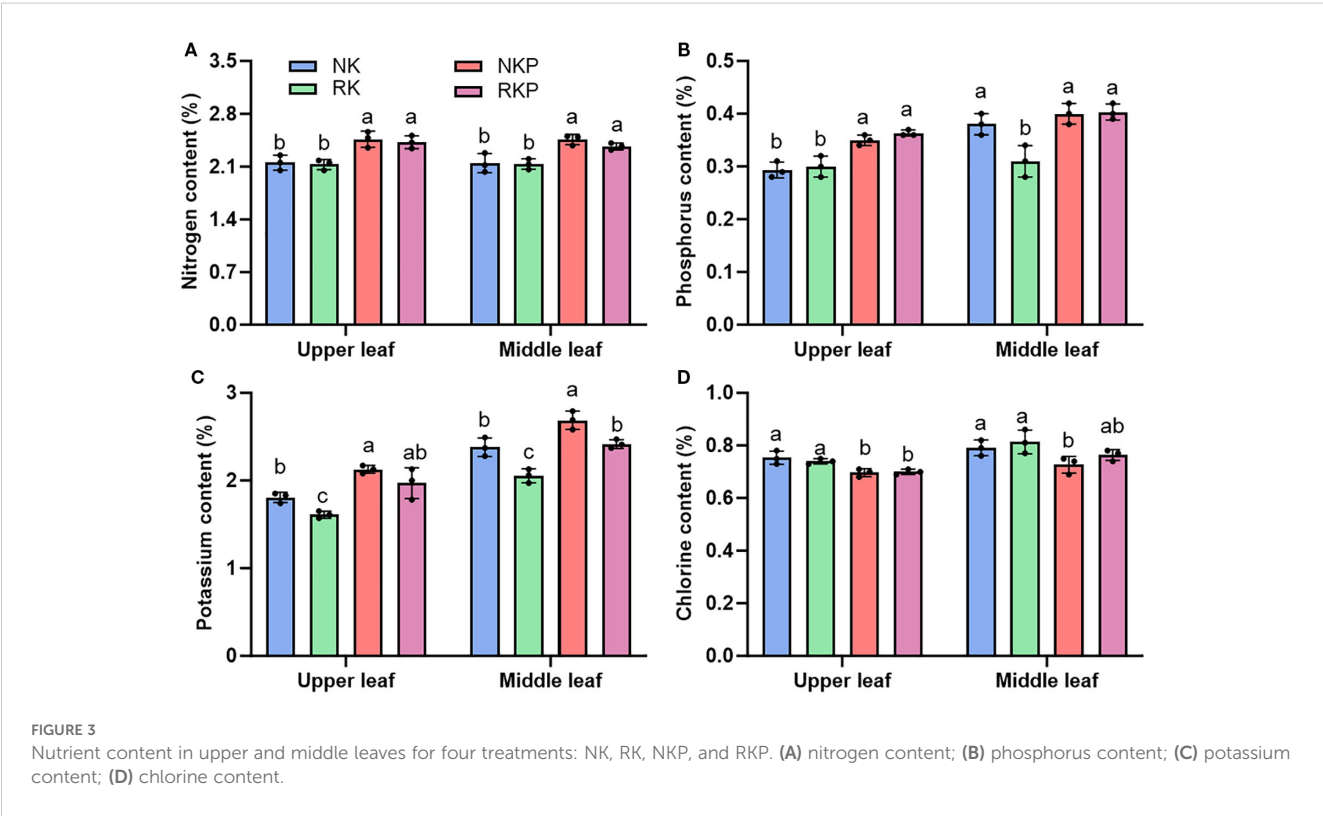 A
NK
RK
NKP
RKP
Nitrogen content (%)
3.5
2.8
2.1
1.4
0.7
0.0
b
b
a
a
b
b
a
a
Upper leaf
Middle leaf
B
Phosphorus content (%)
0.5
0.4
0.3
0.2
0.1
0.0
b
b
a
a
a
b
a
a
Upper leaf
Middle leaf
C
Potassium content (%)
3
2
1
0
b
c
a
ab
b
c
a
b
Upper leaf
Middle leaf
D
Chlorine content (%)
1.0
0.8
0.6
0.4
0.2
0.0
a
a
b
b
a
a
b
ab
Upper leaf
Middle leaf
FIGURE 3
Nutrient content in upper and middle leaves for four treatments: NK, RK, NKP, and RKP. (A) nitrogen content; (B) phosphorus content; (C) potassium
content; (D) chlorine content.